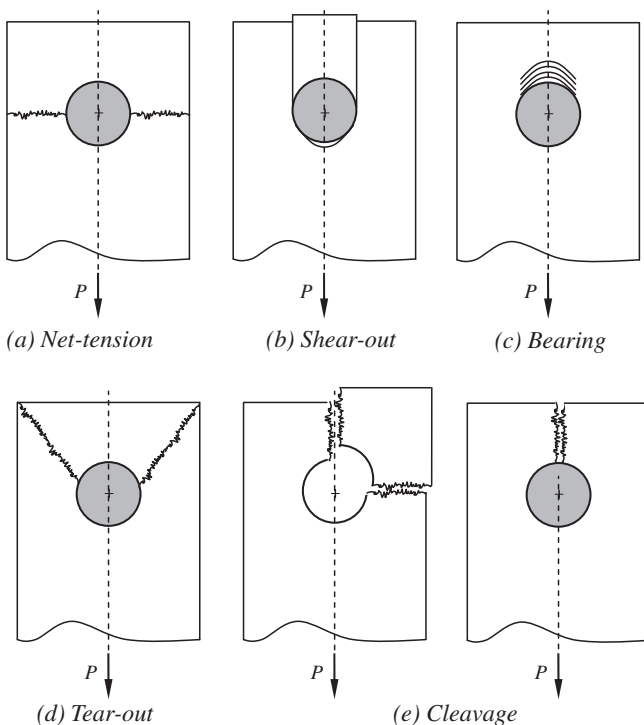 P P P
(a) Net-tension (b) Shear-out (c) Bearing
P P P
(d) Tear-out (e) Cleavage